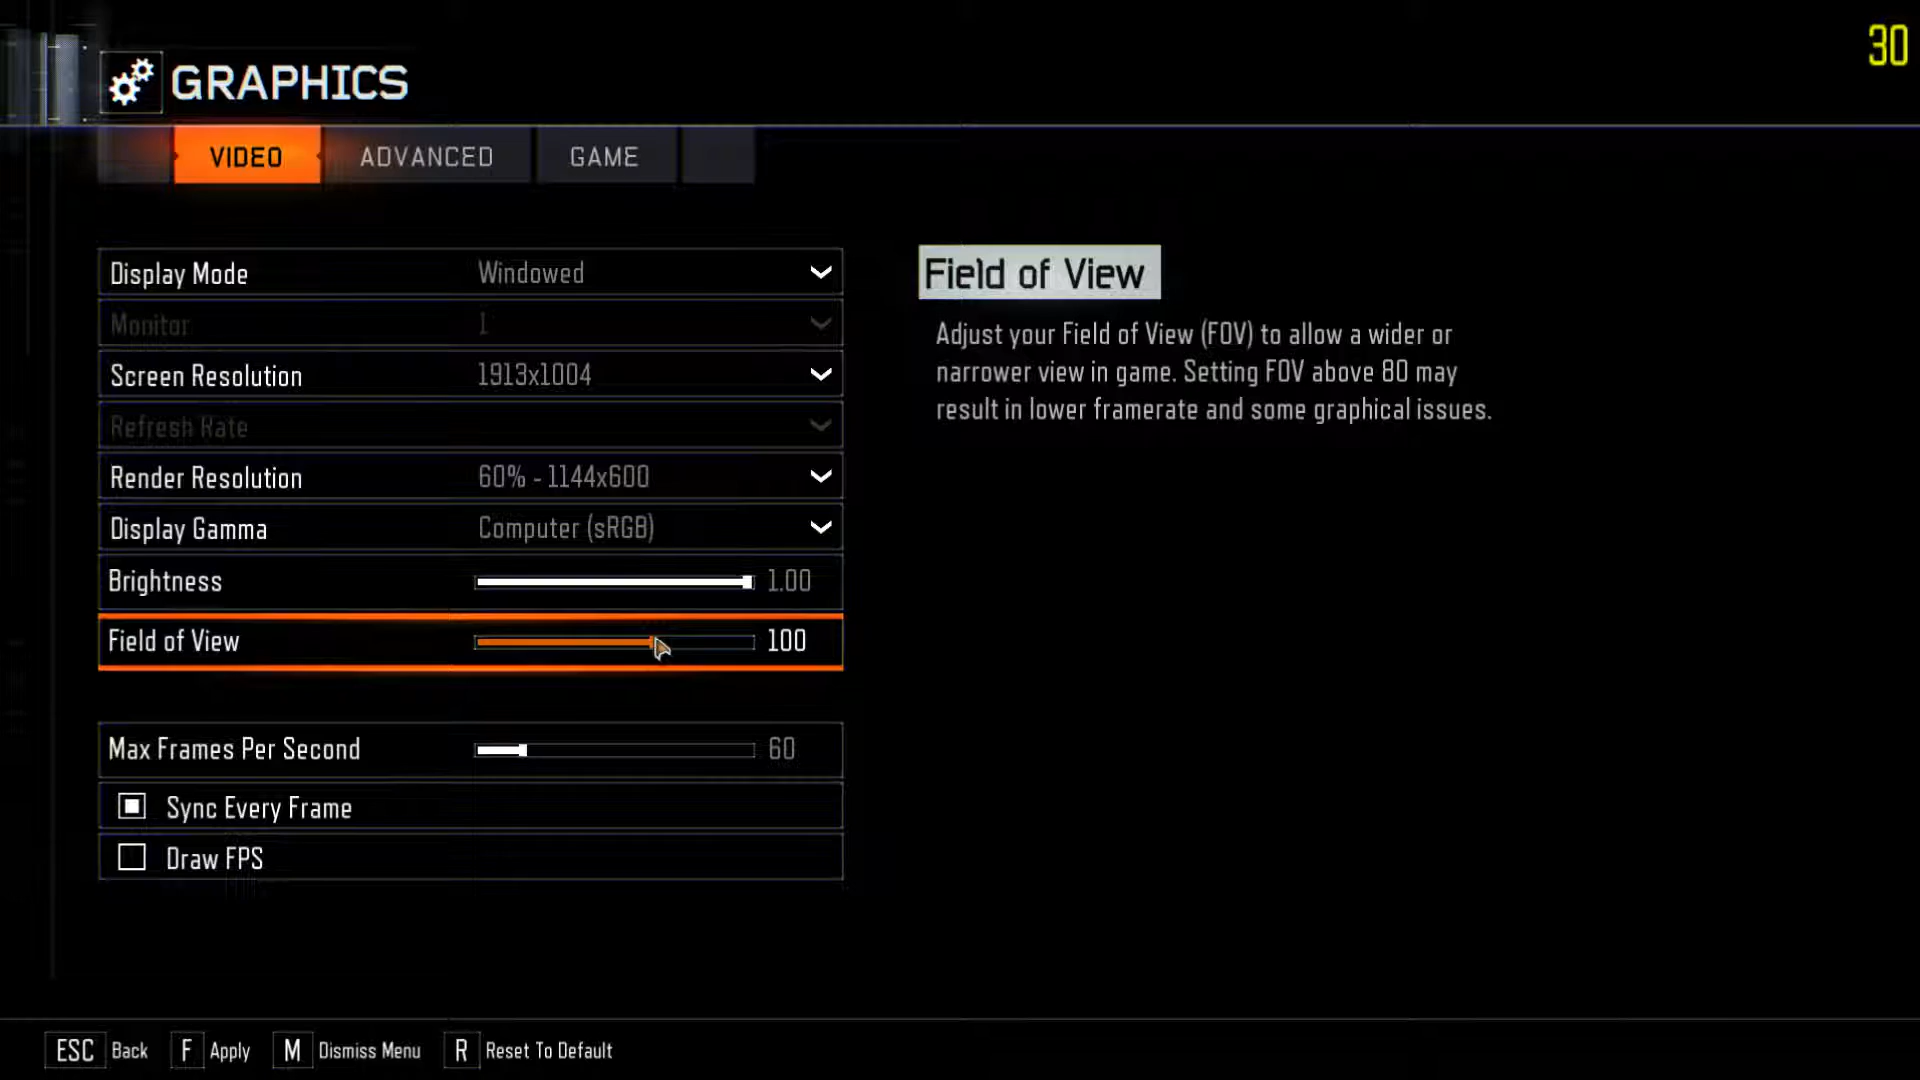 30
GRAPHICS
VIDEO ADVANCED GAME
Display Mode Windowed
Monitor 1
Screen Resolution 1913x1004
Refresh Rate
Render Resolution 60% - 1144x600
Display Gamma Computer (sRGB)
Brightness 1.00
Field of View 100
Max Frames Per Second 60
Sync Every Frame
Draw FPS
Field of View
Adjust your Field of View (FOV) to allow a wider or
narrower view in game. Setting FOV above 80 may
result in lower framerate and some graphical issues.
ESC Back F Apply M Dismiss Menu R Reset To Default